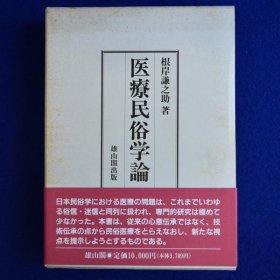 根岸謙之助 著
医療民俗学論
雄山閣出版
日本民俗学における医療の問題は、これまでいわゆ
る俗信・迷信と同列に扱われ、専門的研究は極めて
少なかった。本書は、従来の心意伝承ではなく、技
術伝承の点から民俗医療をとらえなおし、新たな視
点を提示しようとするものである。
雄山閣●定価10,000円(本体9,709円)